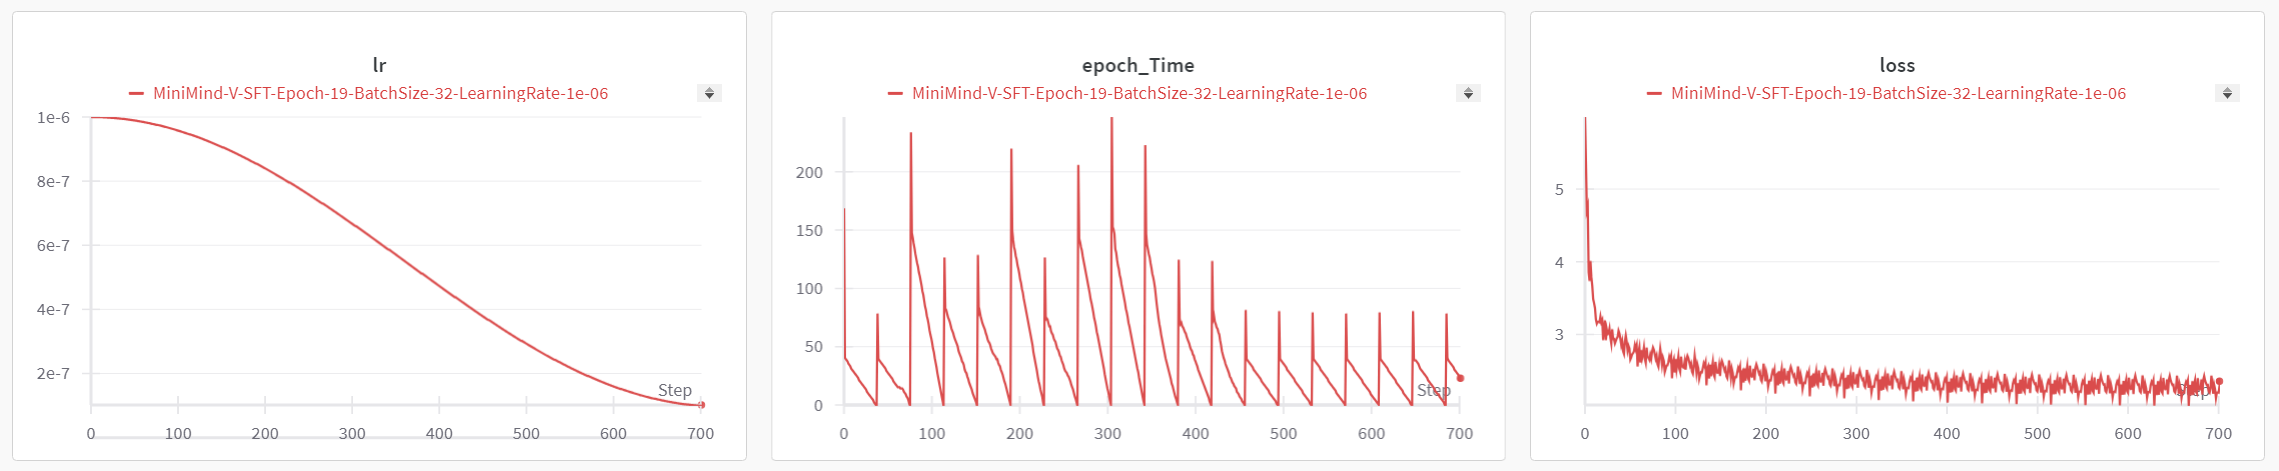 lr
MiniMind-V-SFT-Epoch-19-BatchSize-32-LearningRate-1e-06
1e-6
8e-7
6e-7
4e-7
2e-7
Step
0 100 200 300 400 500 600 700
epoch_Time
MiniMind-V-SFT-Epoch-19-BatchSize-32-LearningRate-1e-06
200
150
100
50
0
Step
0 100 200 300 400 500 600 700
loss
MiniMind-V-SFT-Epoch-19-BatchSize-32-LearningRate-1e-06
5
4
3
Step
0 100 200 300 400 500 600 700